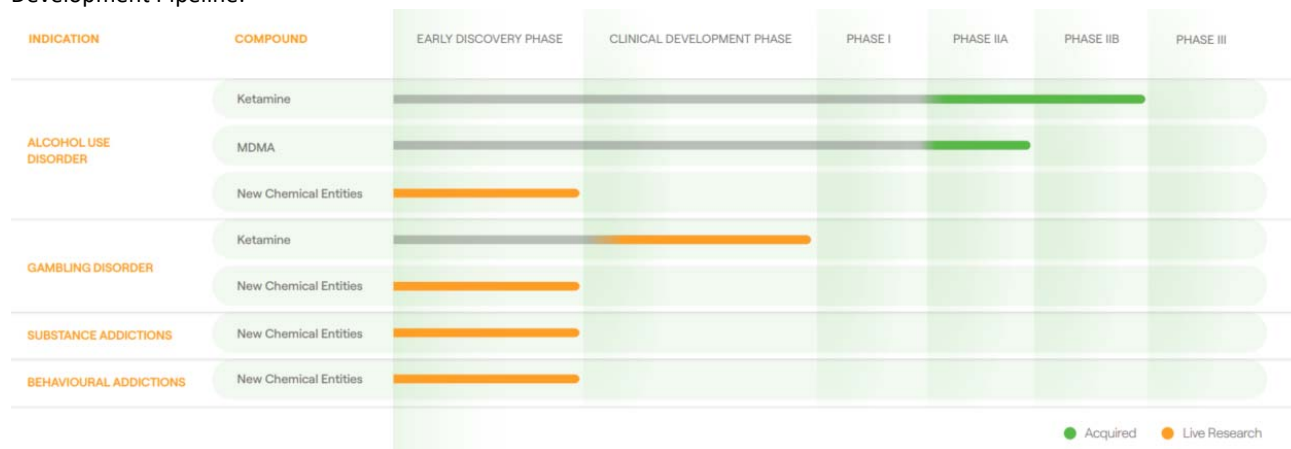 Development Pipeline:
INDICATION COMPOUND EARLY DISCOVERY PHASE CLINICAL DEVELOPMENT PHASE PHASE I PHASE IIA PHASE IIB PHASE III
Ketamine
ALCOHOL USE
DISORDER
MDMA
New Chemical Entities
Ketamine
GAMBLING DISORDER
New Chemical Entities
SUBSTANCE ADDICTIONS New Chemical Entities
BEHAVIOURAL ADDICTIONS New Chemical Entities
Acquired Live Research